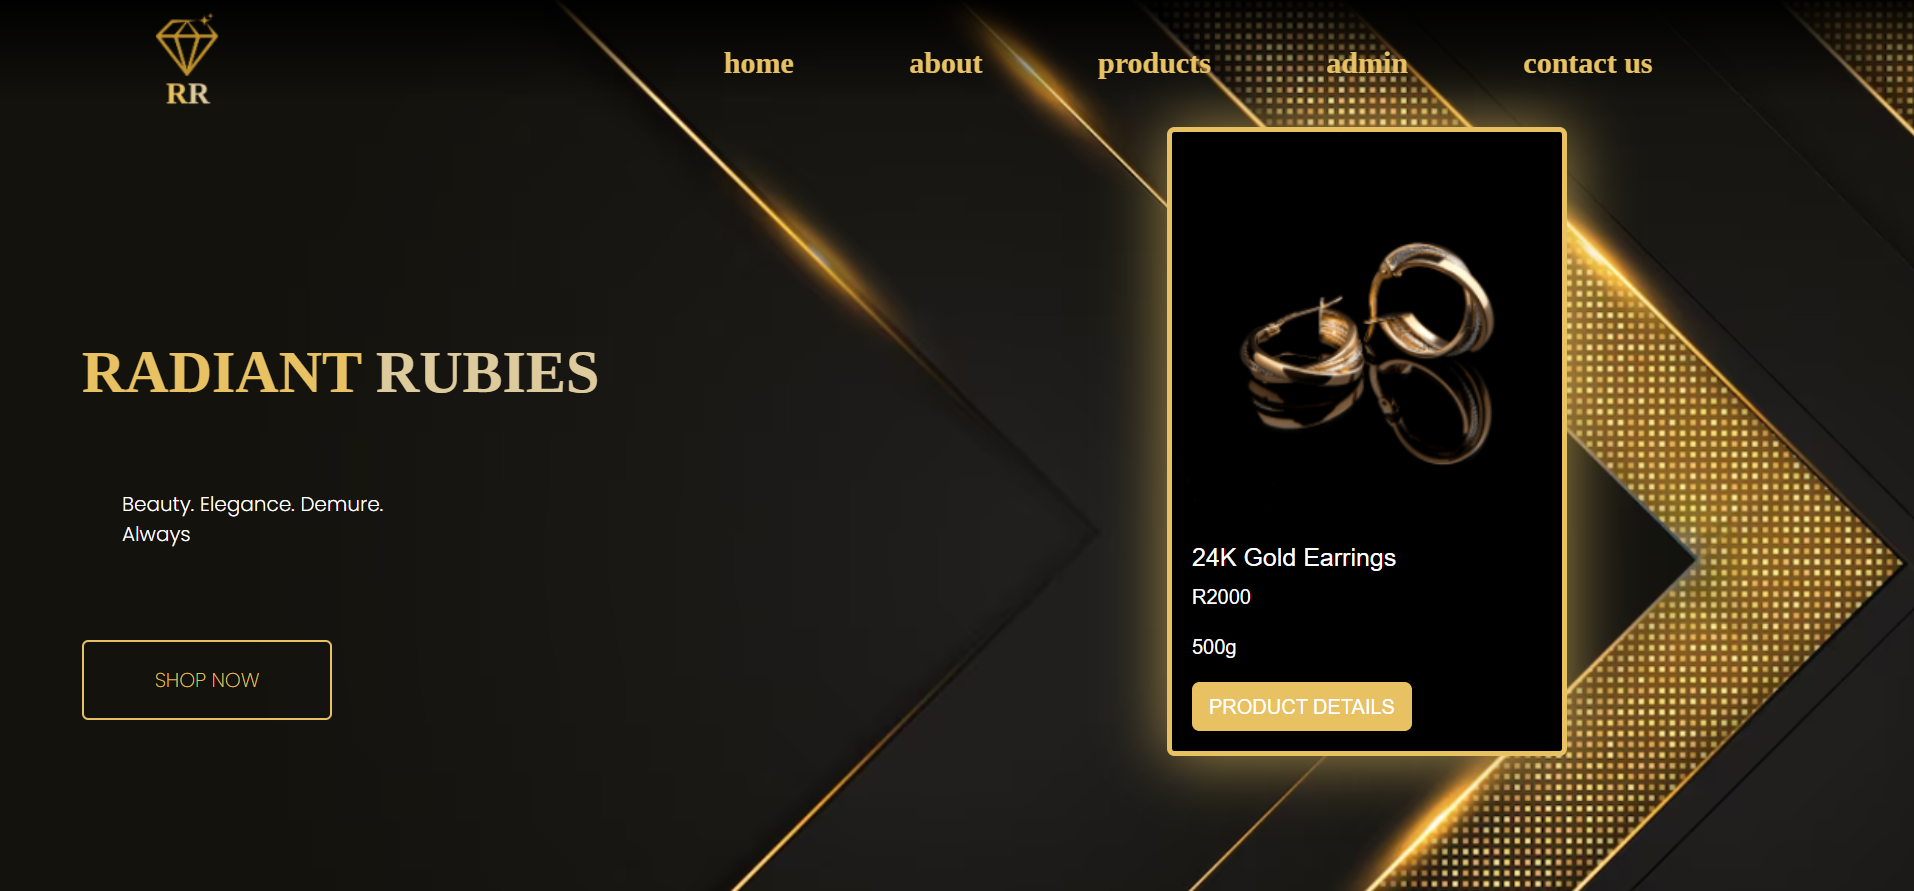 RR
home about products admin contact us
RADIANT RUBIES
Beauty. Elegance. Demure.
Always
SHOP NOW
24K Gold Earrings
R2000
500g
PRODUCT DETAILS